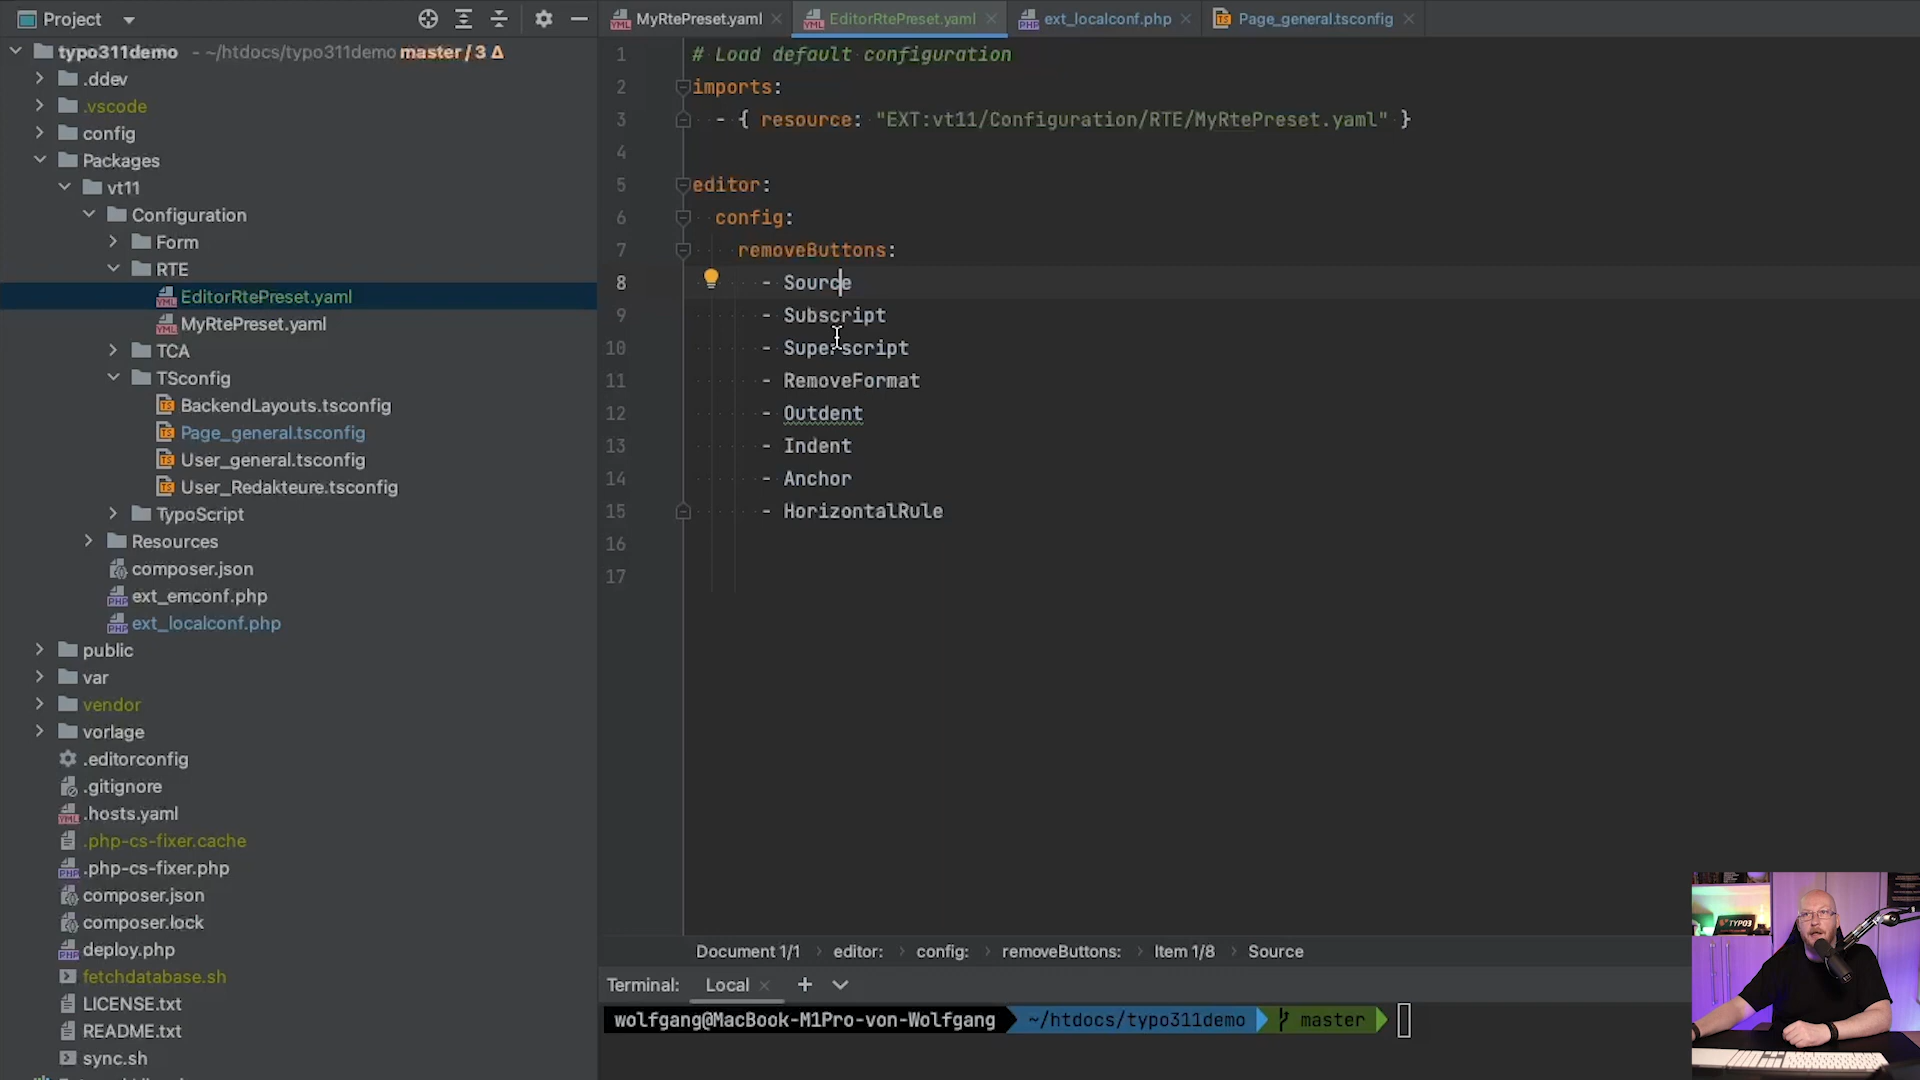 Project
typo311demo - ~/htdocs/typo311demo master / 3 Δ
.ddev
.vscode
config
Packages
vt11
Configuration
Form
RTE
EditorRtePreset.yaml
MyRtePreset.yaml
TCA
TSconfig
BackendLayouts.tsconfig
Page_general.tsconfig
User_general.tsconfig
User_Redakteure.tsconfig
TypoScript
Resources
composer.json
ext_emconf.php
ext_localconf.php
public
var
vendor
vorlage
.editorconfig
.gitignore
.hosts.yaml
.php-cs-fixer.cache
.php-cs-fixer.php
composer.json
composer.lock
deploy.php
fetchdatabase.sh
LICENSE.txt
README.txt
sync.sh
MyRtePreset.yaml
EditorRtePreset.yaml
ext_localconf.php
Page_general.tsconfig
1 # Load default configuration
2 imports:
3 - { resource: "EXT:vt11/Configuration/RTE/MyRtePreset.yaml" }
4
5 editor:
6 config:
7 removeButtons:
8 - Source
9 - Subscript
10 - Superscript
11 - RemoveFormat
12 - Outdent
13 - Indent
14 - Anchor
15 - HorizontalRule
16
17
Document 1/1 › editor: › config: › removeButtons: › Item 1/8 › Source
Terminal: Local
wolfgang@MacBook-M1Pro-von-Wolfgang ~/htdocs/typo311demo master
TYPO3